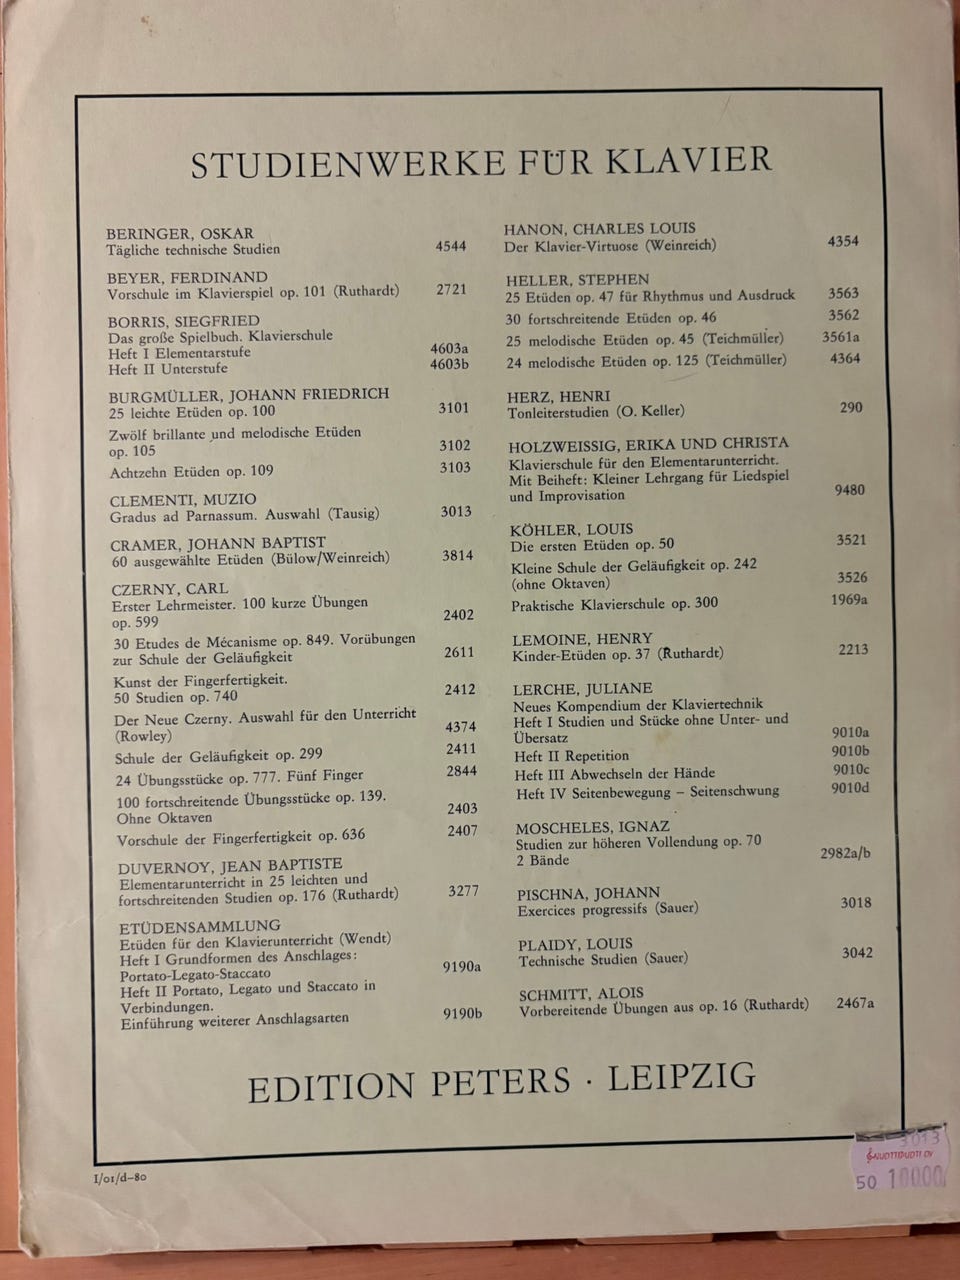 STUDIENWERKE FÜR KLAVIER
BERINGER, OSKAR
Tägliche technische Studien 4544
BEYER, FERDINAND
Vorschule im Klavierspiel op. 101 (Ruthardt) 2721
BORRIS, SIEGFRIED
Das große Spielbuch. Klavierschule
Heft I Elementarstufe 4603a
Heft II Unterstufe 4603b
BURGMÜLLER, JOHANN FRIEDRICH
25 leichte Etüden op. 100 3101
Zwölf brillante und melodische Etüden
op. 105 3102
Achtzehn Etüden op. 109 3103
CLEMENTI, MUZIO
Gradus ad Parnassum. Auswahl (Tausig) 3013
CRAMER, JOHANN BAPTIST
60 ausgewählte Etüden (Bülow/Weinreich) 3814
CZERNY, CARL
Erster Lehrmeister. 100 kurze Übungen
op. 599 2402
30 Etudes de Mécanisme op. 849. Vorübungen
zur Schule der Geläufigkeit 2611
Kunst der Fingerfertigkeit.
50 Studien op. 740 2412
Der Neue Czerny. Auswahl für den Unterricht
(Rowley) 4374
Schule der Geläufigkeit op. 299 2411
24 Übungsstücke op. 777. Fünf Finger 2844
100 fortschreitende Übungsstücke op. 139.
Ohne Oktaven 2403
Vorschule der Fingerfertigkeit op. 636 2407
DUVERNOY, JEAN BAPTISTE
Elementarunterricht in 25 leichten und
fortschreitenden Studien op. 176 (Ruthardt) 3277
ETÜDENSAMMLUNG
Etüden für den Klavierunterricht (Wendt)
Heft I Grundformen des Anschlages:
Portato-Legato-Staccato 9190a
Heft II Portato, Legato und Staccato in
Verbindungen.
Einführung weiterer Anschlagsarten 9190b
HANON, CHARLES LOUIS
Der Klavier-Virtuose (Weinreich) 4354
HELLER, STEPHEN
25 Etüden op. 47 für Rhythmus und Ausdruck 3563
30 fortschreitende Etüden op. 46 3562
25 melodische Etüden op. 45 (Teichmüller) 3561a
24 melodische Etüden op. 125 (Teichmüller) 4364
HERZ, HENRI
Tonleiterstudien (O. Keller) 290
HOLZWEISSIG, ERIKA UND CHRISTA
Klavierschule für den Elementarunterricht.
Mit Beiheft: Kleiner Lehrgang für Liedspiel
und Improvisation 9480
KÖHLER, LOUIS
Die ersten Etüden op. 50 3521
Kleine Schule der Geläufigkeit op. 242
(ohne Oktaven) 3526
Praktische Klavierschule op. 300 1969a
LEMOINE, HENRY
Kinder-Etüden op. 37 (Ruthardt) 2213
LERCHE, JULIANE
Neues Kompendium der Klaviertechnik
Heft I Studien und Stücke ohne Unter- und
Übersatz 9010a
Heft II Repetition 9010b
Heft III Abwechseln der Hände 9010c
Heft IV Seitenbewegung – Seitenschwung 9010d
MOSCHELES, IGNAZ
Studien zur höheren Vollendung op. 70
2 Bände 2982a/b
PISCHNA, JOHANN
Exercices progressifs (Sauer) 3018
PLAIDY, LOUIS
Technische Studien (Sauer) 3042
SCHMITT, ALOIS
Vorbereitende Übungen aus op. 16 (Ruthardt) 2467a
EDITION PETERS · LEIPZIG
I/01/d–80
3013
NUOTTIPUOTI OY
50 10000